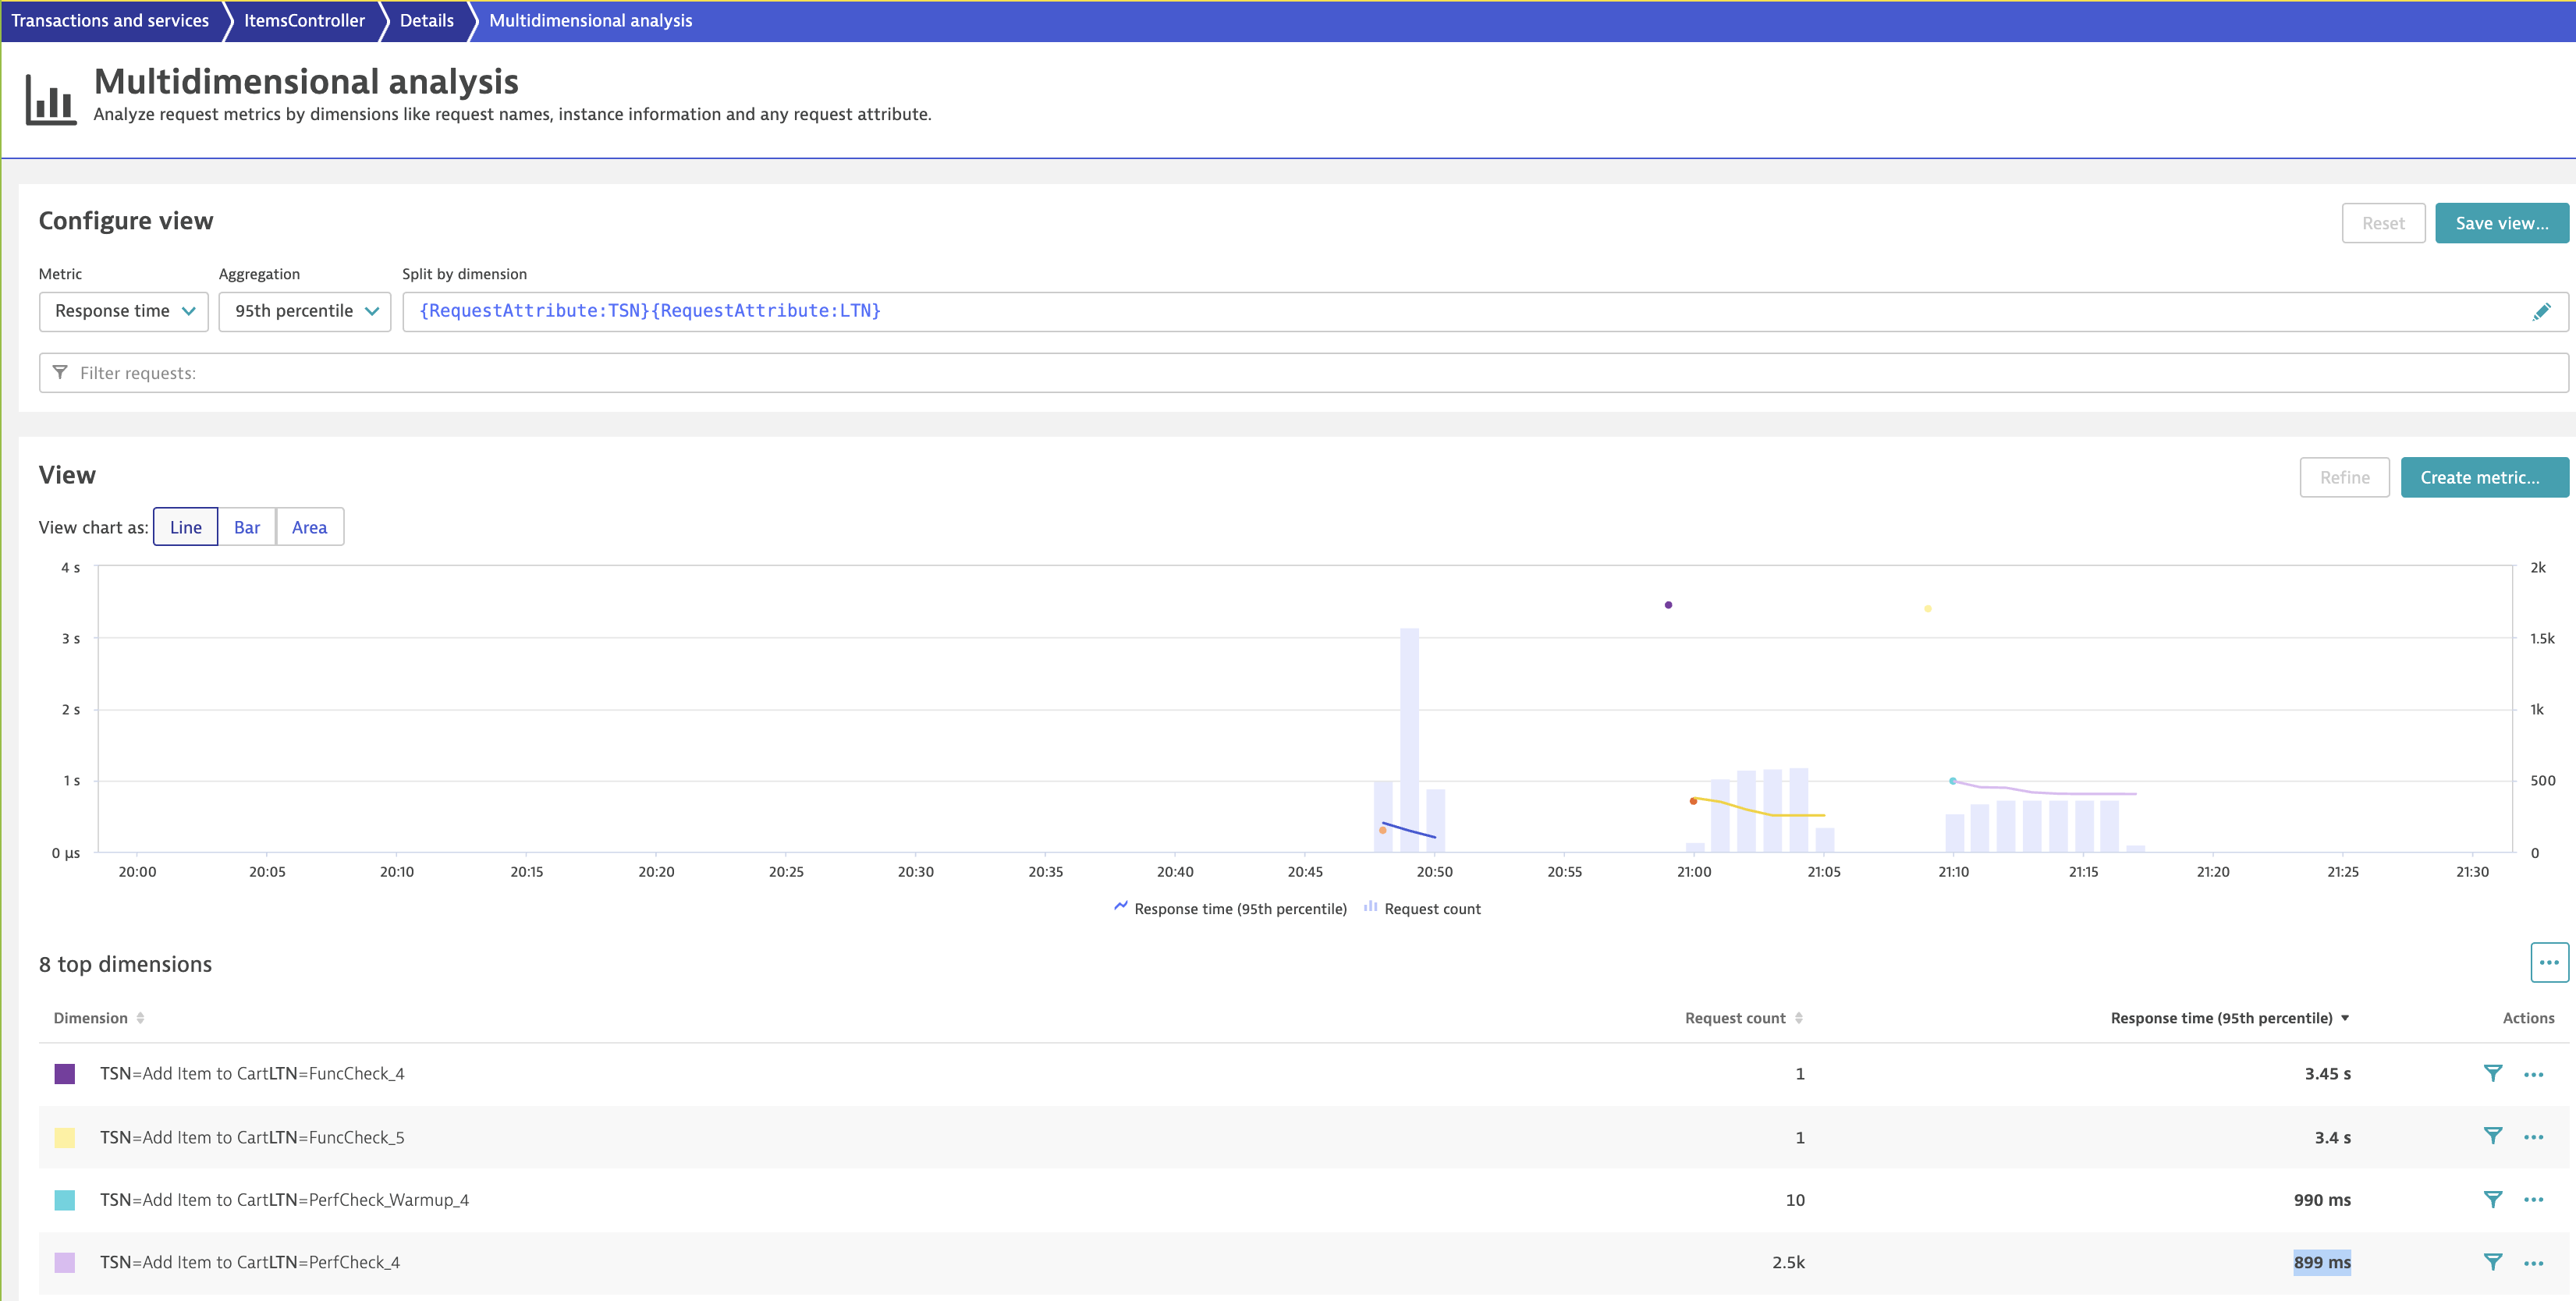 Transactions and services ItemsController Details Multidimensional analysis
Multidimensional analysis
Analyze request metrics by dimensions like request names, instance information and any request attribute.
Configure view
Reset Save view...
Metric Aggregation Split by dimension
Response time 95th percentile {RequestAttribute:TSN}{RequestAttribute:LTN}
Filter requests:
View
Refine Create metric...
View chart as: Line Bar Area
4 s 2k
3 s 1.5k
2 s 1k
1 s 500
0 µs 0
20:00 20:05 20:10 20:15 20:20 20:25 20:30 20:35 20:40 20:45 20:50 20:55 21:00 21:05 21:10 21:15 21:20 21:25 21:30
Response time (95th percentile) Request count
8 top dimensions
...
Dimension Request count Response time (95th percentile) Actions
TSN=Add Item to CartLTN=FuncCheck_4 1 3.45 s ...
TSN=Add Item to CartLTN=FuncCheck_5 1 3.4 s ...
TSN=Add Item to CartLTN=PerfCheck_Warmup_4 10 990 ms ...
TSN=Add Item to CartLTN=PerfCheck_4 2.5k 899 ms ...